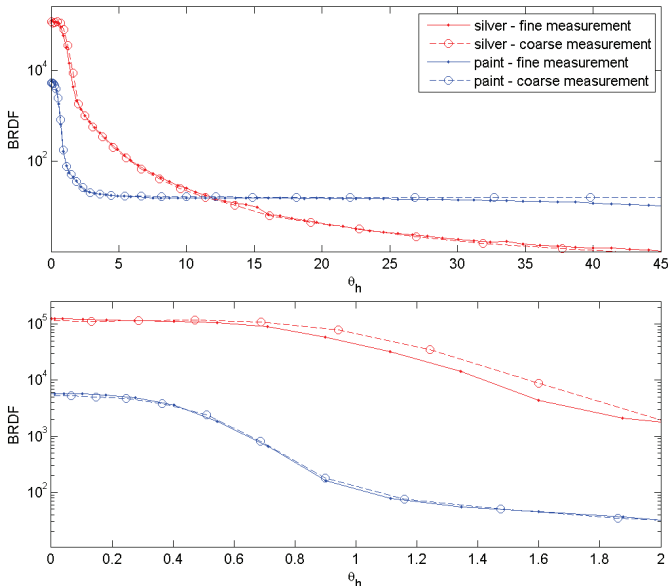 silver - fine measurement
silver - coarse measurement
paint - fine measurement
paint - coarse measurement
BRDF
10^4
10^2
0 5 10 15 20 25 30 35 40 45
θ_h
BRDF
10^5
10^4
10^3
10^2
0 0.2 0.4 0.6 0.8 1 1.2 1.4 1.6 1.8 2
θ_h